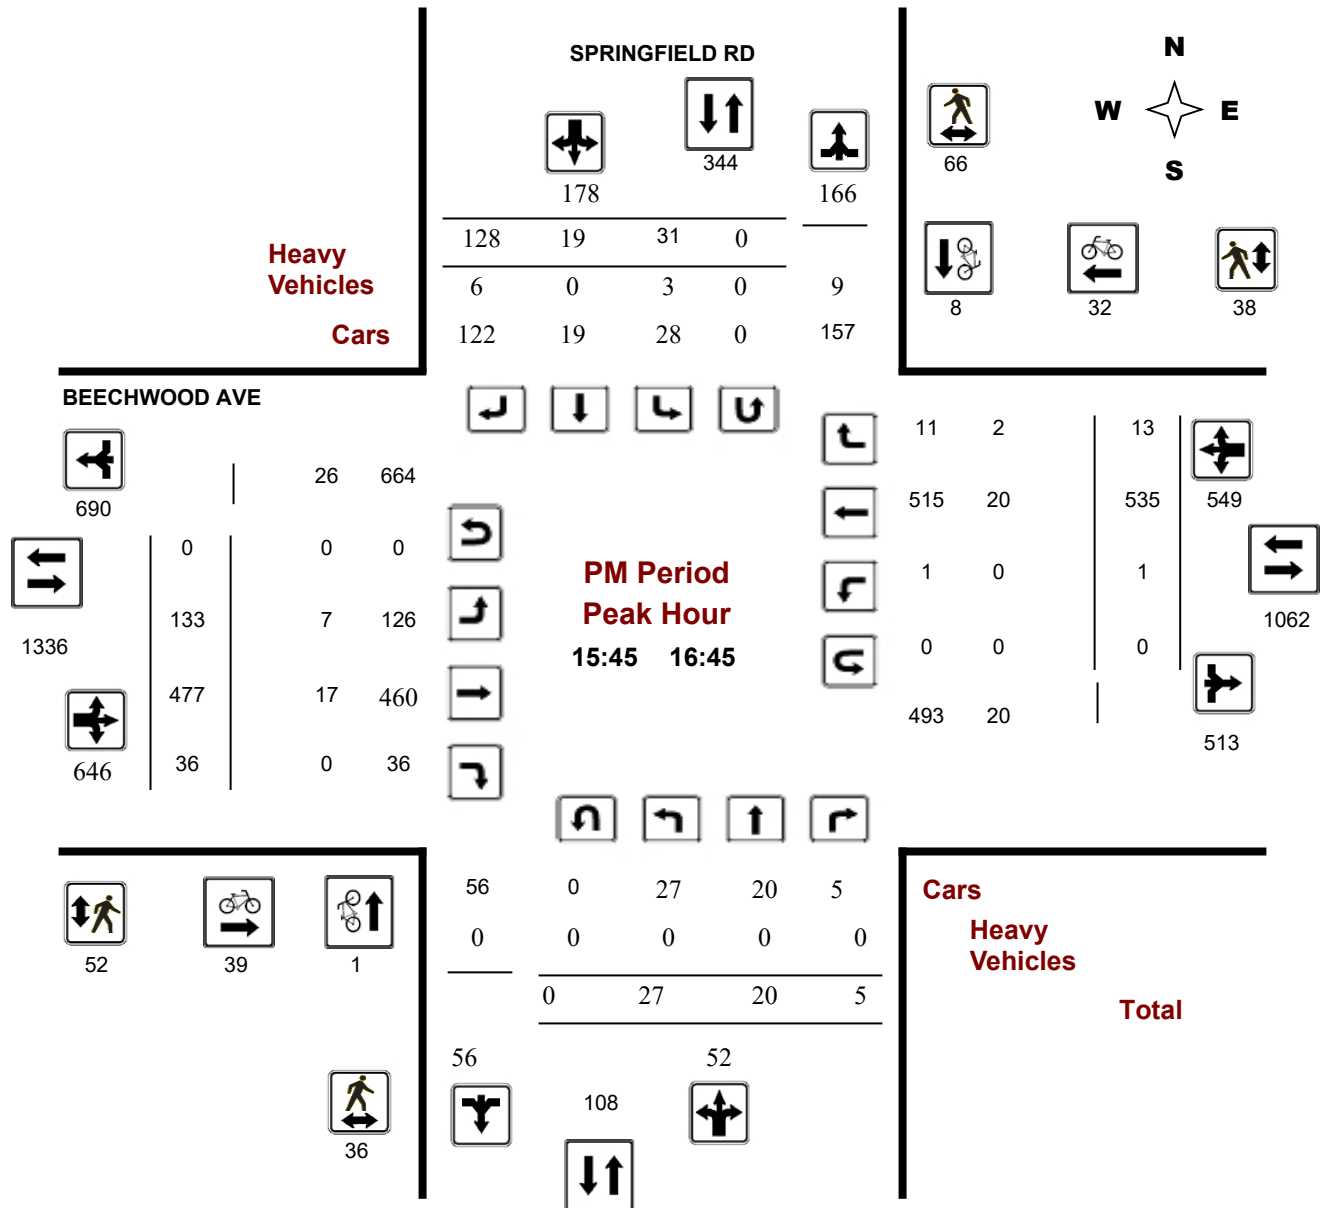 SPRINGFIELD RD
N
W E
S
344
66
178
166
128 19 31 0
Heavy
Vehicles
6 0 3 0 9
8 32 38
Cars
122 19 28 0 157
BEECHWOOD AVE
11 2 13
26 664
690
515 20 535 549
0 0 0
PM Period
1 0 1
Peak Hour
133 7 126
1336
1062
15:45 16:45
0 0 0
477 17 460
493 20
513
646
36 0 36
56 0 27 20 5
Cars
0 0 0 0 0
Heavy
Vehicles
52 39 1
0 27 20 5
Total
56 52
108
36